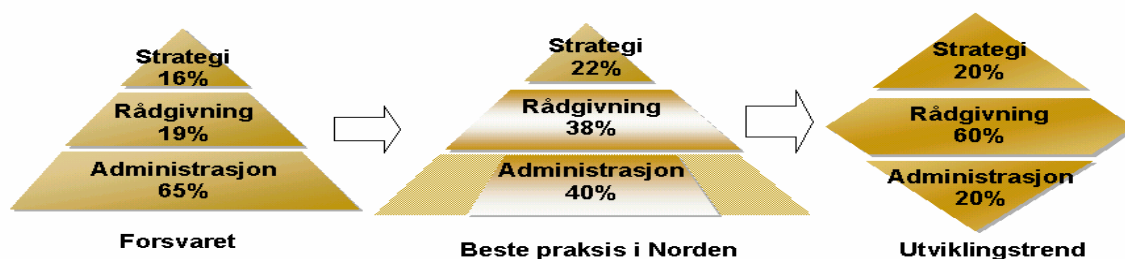 Strategi
16%
Rådgivning
19%
Administrasjon
65%
Forsvaret
Strategi
22%
Rådgivning
38%
Administrasjon
40%
Beste praksis i Norden
Strategi
20%
Rådgivning
60%
Administrasjon
20%
Utviklingstrend